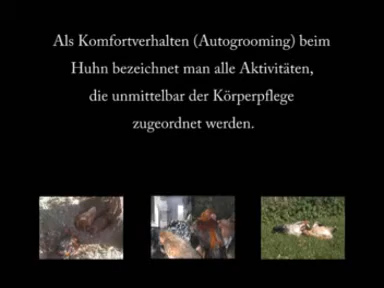 Als Komfortverhalten (Autogrooming) beim
Huhn bezeichnet man alle Aktivitäten,
die unmittelbar der Körperpflege
zugeordnet werden.